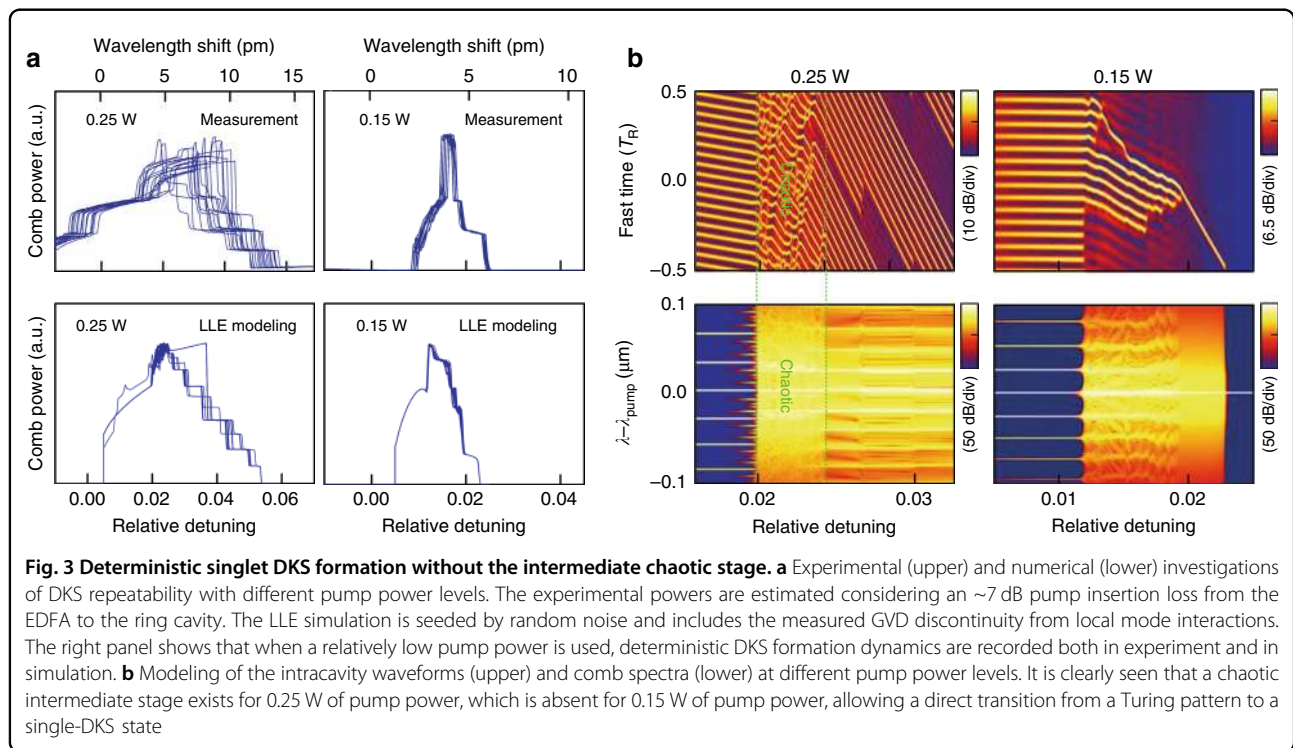 a
Wavelength shift (pm)
Wavelength shift (pm)
0 5 10 15
0 5 10
0.25 W Measurement
0.15 W Measurement
Comb power (a.u.)
0.25 W LLE modeling
0.15 W LLE modeling
Comb power (a.u.)
0.00 0.02 0.04 0.06
0.00 0.02 0.04
Relative detuning
Relative detuning
b
0.25 W
0.15 W
Fast time (TR)
0.5
0.0
−0.5
Chaotic
(10 dB/div)
(6.5 dB/div)
λ−λpump (μm)
0.1
0.0
−0.1
Chaotic
(50 dB/div)
(50 dB/div)
0.02 0.03
0.01 0.02
Relative detuning
Relative detuning
Fig. 3 Deterministic singlet DKS formation without the intermediate chaotic stage. a Experimental (upper) and numerical (lower) investigations
of DKS repeatability with different pump power levels. The experimental powers are estimated considering an ~7 dB pump insertion loss from the
EDFA to the ring cavity. The LLE simulation is seeded by random noise and includes the measured GVD discontinuity from local mode interactions.
The right panel shows that when a relatively low pump power is used, deterministic DKS formation dynamics are recorded both in experiment and in
simulation. b Modeling of the intracavity waveforms (upper) and comb spectra (lower) at different pump power levels. It is clearly seen that a chaotic
intermediate stage exists for 0.25 W of pump power, which is absent for 0.15 W of pump power, allowing a direct transition from a Turing pattern to a
single-DKS state